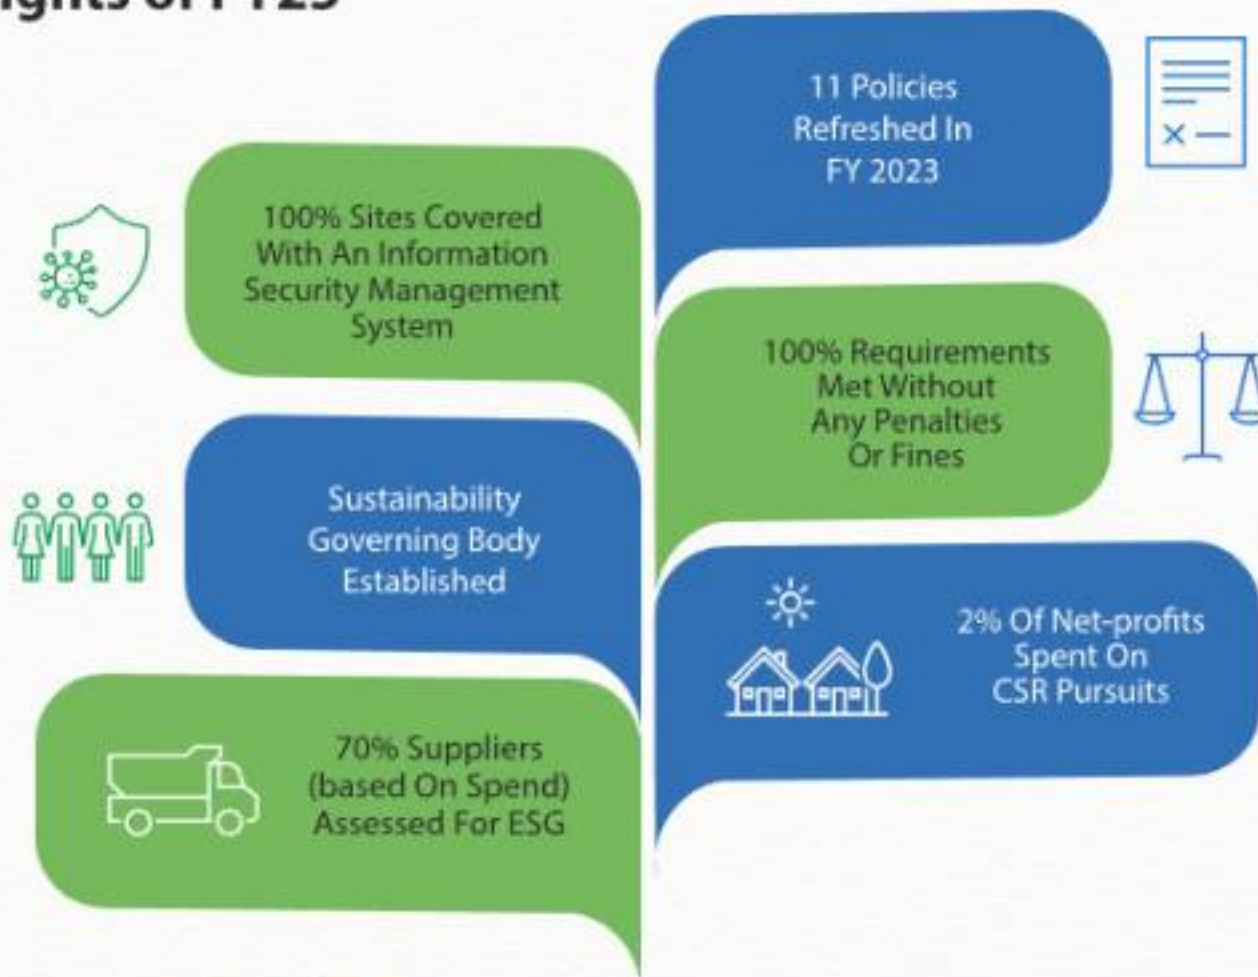 11 Policies
Refreshed In
FY 2023
100% Sites Covered
With An Information
Security Management
System
100% Requirements
Met Without
Any Penalties
Or Fines
Sustainability
Governing Body
Established
2% Of Net-profits
Spent On
CSR Pursuits
70% Suppliers
(based On Spend)
Assessed For ESG